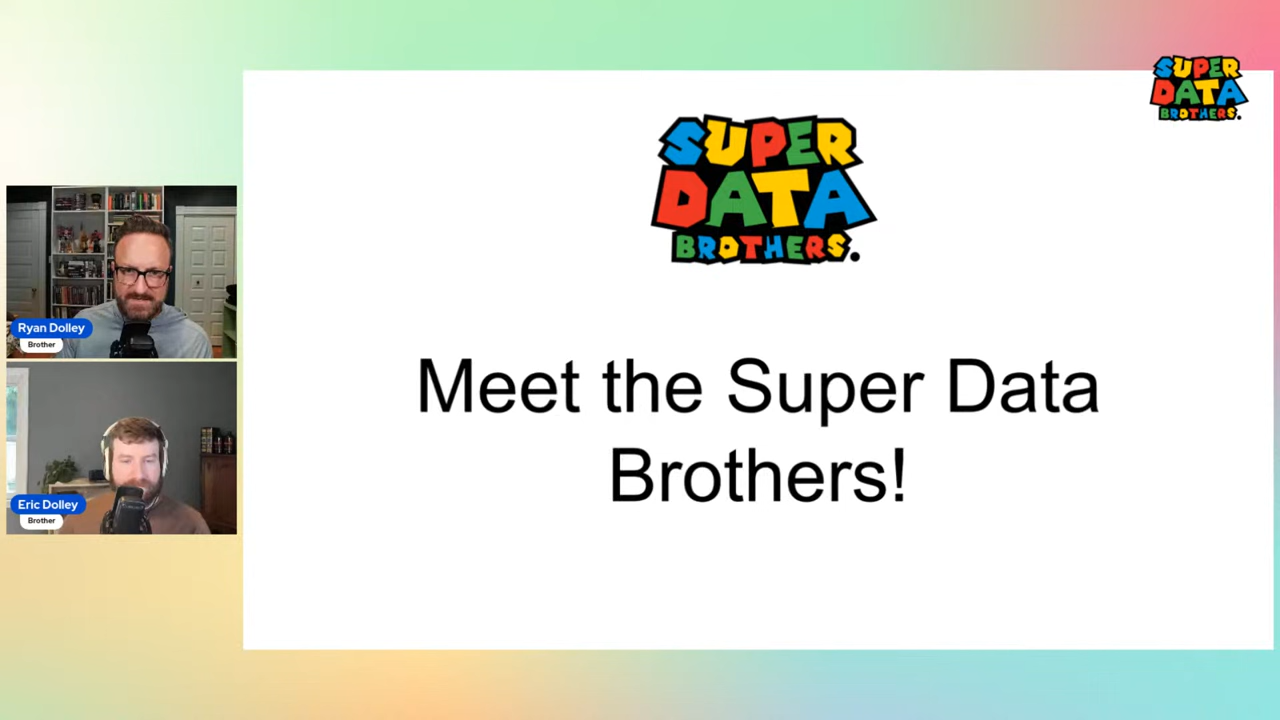 SUPER
DATA
BROTHERS.
SUPER
DATA
BROTHERS.
Meet the Super Data
Brothers!
Ryan Dolley
Brother
Eric Dolley
Brother